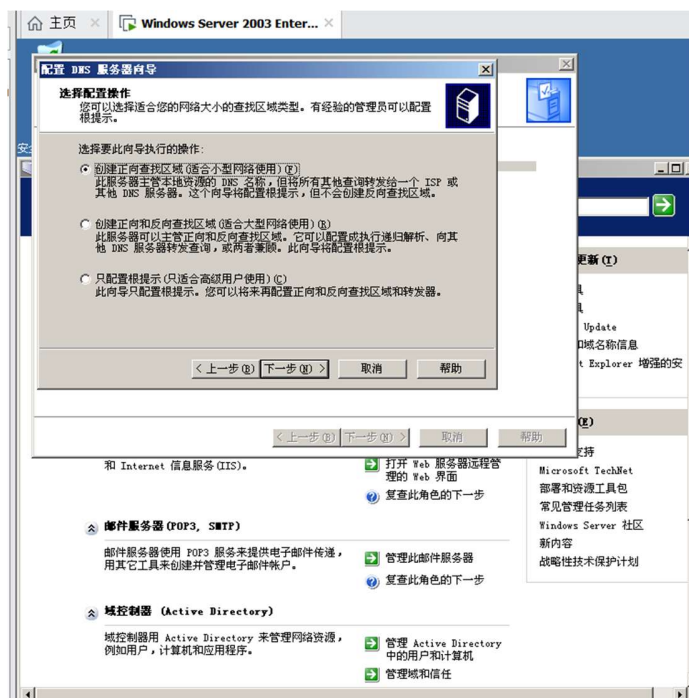 主页 ×
Windows Server 2003 Enter... ×
配置 DNS 服务器向导
选择配置操作
您可以选择适合您的网络大小的查找区域类型。有经验的管理员可以配置
根提示。
选择要此向导执行的操作:
创建正向查找区域(适合小型网络使用)(F)
此服务器主管本地资源的 DNS 名称，但将所有其他查询转发给一个 ISP 或
其他 DNS 服务器。这个向导将配置根提示，但不会创建反向查找区域。
创建正向和反向查找区域(适合大型网络使用)(R)
此服务器可以主管正向和反向查找区域。它可以配置成执行递归解析、向其
他 DNS 服务器转发查询，或两者兼顾。此向导将配置根提示。
只配置根提示(只适合高级用户使用)(C)
此向导只配置根提示。您可以将来再配置正向和反向查找区域和转发器。
< 上一步(B) 下一步(N) > 取消 帮助
< 上一步(B) 下一步(N) > 取消 帮助
更新(T)
Update
域名称信息
t Explorer 增强的安
(E)
支持
Microsoft TechNet
部署和资源工具包
常见管理任务列表
Windows Server 社区
新内容
战略性技术保护计划
和 Internet 信息服务(IIS)。
打开 Web 服务器远程管
理的 Web 界面
复查此角色的下一步
邮件服务器(POP3, SMTP)
邮件服务器使用 POP3 服务来提供电子邮件传递，
用其它工具来创建并管理电子邮件帐户。
管理此邮件服务器
复查此角色的下一步
域控制器 (Active Directory)
域控制器用 Active Directory 来管理网络资源，
例如用户，计算机和应用程序。
管理 Active Directory
中的用户和计算机
管理域和信任